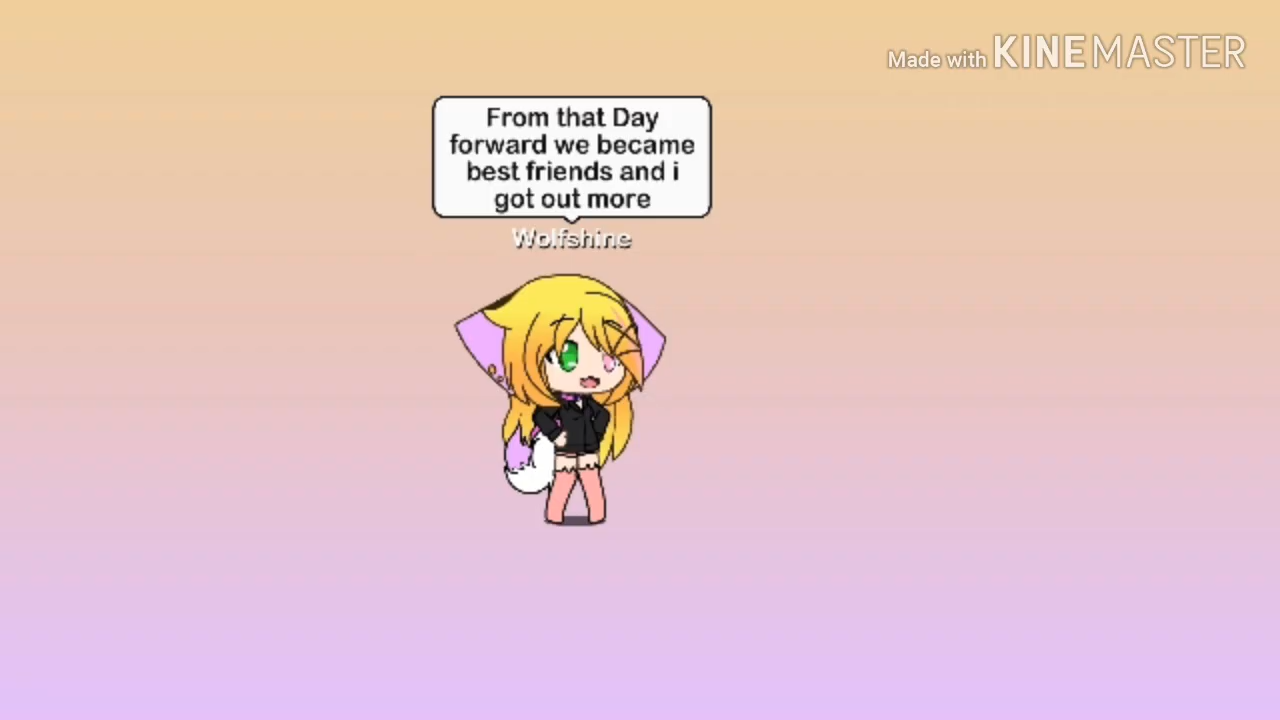 Made with KINEMASTER
From that Day
forward we became
best friends and i
got out more
Wolfshine